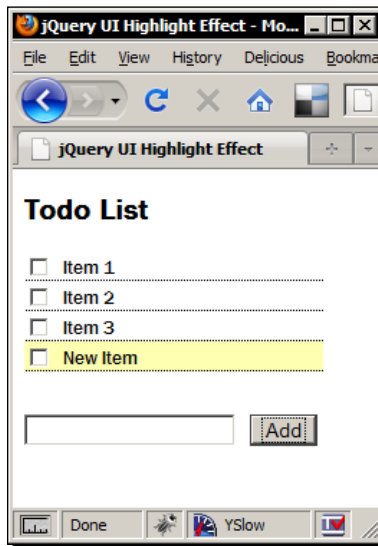 jQuery UI Highlight Effect - Mo...
File Edit View History Delicious Bookma
jQuery UI Highlight Effect
Todo List
Item 1
Item 2
Item 3
New Item
Add
Done YSlow